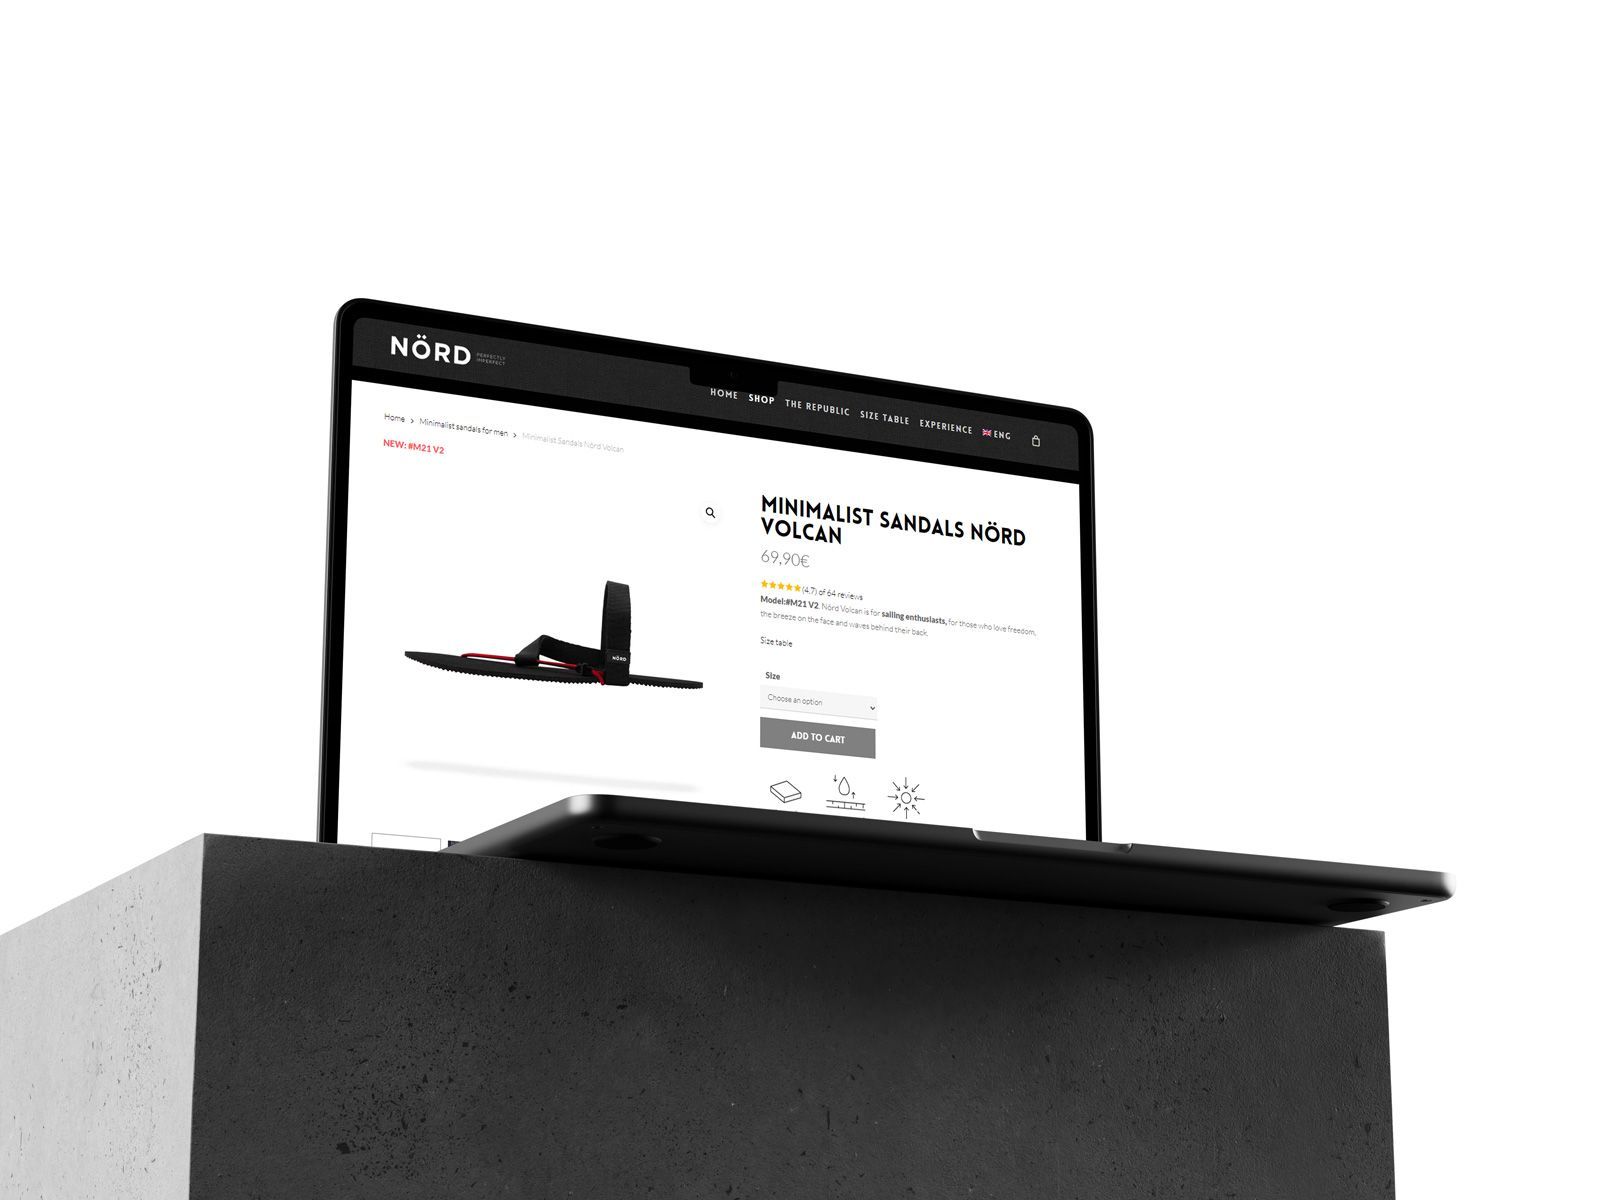 NÖRD
PERFECTLY
IMPERFECT
HOME SHOP THE REPUBLIC SIZE TABLE EXPERIENCE ENG
Home > Minimalist sandals for men > Minimalist Sandals Nörd Volcan
NEW: #M21 V2
MINIMALIST SANDALS NÖRD
VOLCAN
69,90€
(4,7) of 64 reviews
Model:#M21 V2. Nörd Volcan is for sailing enthusiasts, for those who love freedom,
the breeze on the face and waves behind their back.
Size table
Size
Choose an option
ADD TO CART
NÖRD